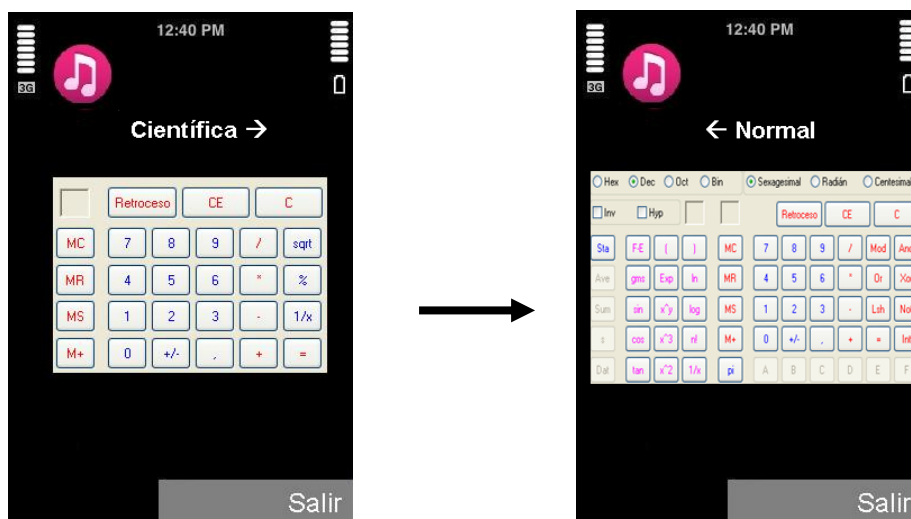 12:40 PM
3G
Científica →
Retroceso CE C
MC 7 8 9 / sqrt
MR 4 5 6 * %
MS 1 2 3 - 1/x
M+ 0 +/- , + =
Salir
12:40 PM
3G
← Normal
Hex Dec Oct Bin Sexagesimal Radián Centesimal
Inv Hyp Retroceso CE C
Sta F-E ( ) MC 7 8 9 / Mod And
Ave gms Exp ln MR 4 5 6 * Or Xor
Sum sin x^y log MS 1 2 3 - Lsh Not
s cos x^3 n! M+ 0 +/- , + = Int
Dat tan x^2 1/x pi A B C D E F
Salir